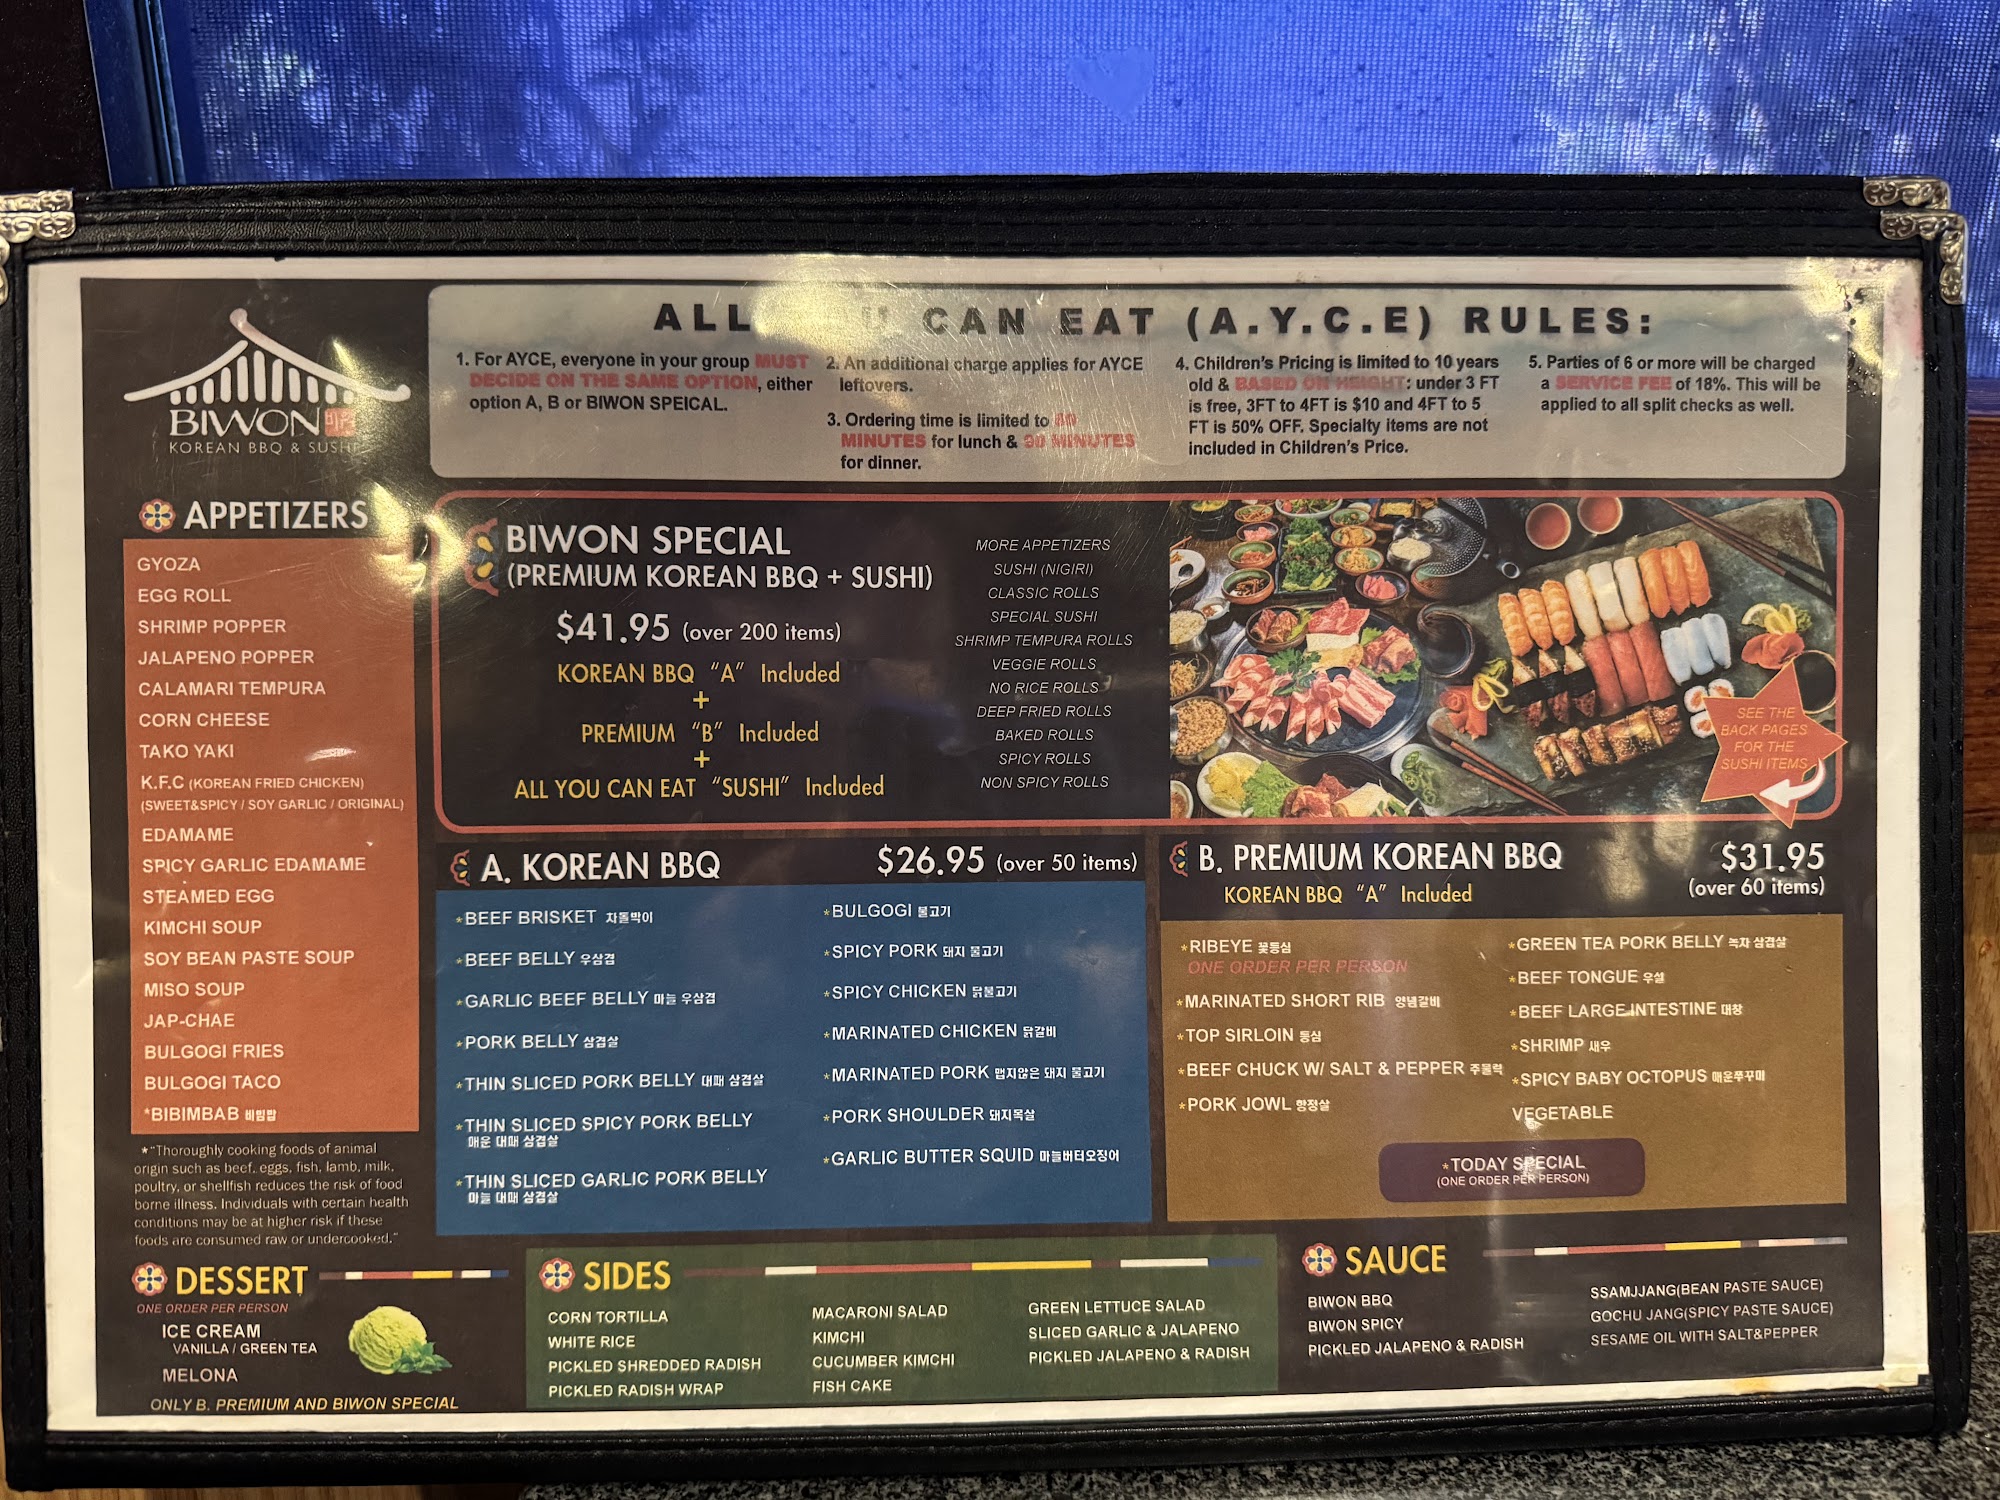 ALL CAN EAT (A.Y.C.E) RULES:
1. For AYCE, everyone in your group MUST
DECIDE ON THE SAME OPTION, either
option A, B or BIWON SPEICAL.
2. An additional charge applies for AYCE
leftovers.
3. Ordering time is limited to
MINUTES for lunch & 90 MINUTES
for dinner.
4. Children's Pricing is limited to 10 years
old & BASED ON HEIGHT: under 3 FT
is free, 3FT to 4FT is $10 and 4FT to 5
FT is 50% OFF. Specialty items are not
included in Children's Price.
5. Parties of 6 or more will be charged
a SERVICE FEE of 18%. This will be
applied to all split checks as well.
BIWON 비원
KOREAN BBQ & SUSHI
APPETIZERS
GYOZA
EGG ROLL
SHRIMP POPPER
JALAPENO POPPER
CALAMARI TEMPURA
CORN CHEESE
TAKO YAKI
K.F.C (KOREAN FRIED CHICKEN)
(SWEET&SPICY / SOY GARLIC / ORIGINAL)
EDAMAME
SPICY GARLIC EDAMAME
STEAMED EGG
KIMCHI SOUP
SOY BEAN PASTE SOUP
MISO SOUP
JAP-CHAE
BULGOGI FRIES
BULGOGI TACO
*BIBIMBAB 비빔밥
*"Thoroughly cooking foods of animal
origin such as beef, eggs, fish, lamb, milk,
poultry, or shellfish reduces the risk of food
borne illness. Individuals with certain health
conditions may be at higher risk if these
foods are consumed raw or undercooked."
BIWON SPECIAL
(PREMIUM KOREAN BBQ + SUSHI)
$41.95 (over 200 items)
KOREAN BBQ "A" Included
+
PREMIUM "B" Included
+
ALL YOU CAN EAT "SUSHI" Included
MORE APPETIZERS
SUSHI (NIGIRI)
CLASSIC ROLLS
SPECIAL SUSHI
SHRIMP TEMPURA ROLLS
VEGGIE ROLLS
NO RICE ROLLS
DEEP FRIED ROLLS
BAKED ROLLS
SPICY ROLLS
NON SPICY ROLLS
SEE THE
BACK PAGES
FOR THE
SUSHI ITEMS
A. KOREAN BBQ $26.95 (over 50 items)
*BEEF BRISKET 차돌박이
*BEEF BELLY 우삼겹
*GARLIC BEEF BELLY 마늘 우삼겹
*PORK BELLY 삼겹살
*THIN SLICED PORK BELLY 대패 삼겹살
*THIN SLICED SPICY PORK BELLY
매운 대패 삼겹살
*THIN SLICED GARLIC PORK BELLY
마늘 대패 삼겹살
*BULGOGI 불고기
*SPICY PORK 돼지 불고기
*SPICY CHICKEN 닭불고기
*MARINATED CHICKEN 닭갈비
*MARINATED PORK 맵지않은 돼지 불고기
*PORK SHOULDER 돼지목살
*GARLIC BUTTER SQUID 마늘버터오징어
B. PREMIUM KOREAN BBQ $31.95
KOREAN BBQ "A" Included (over 60 items)
*RIBEYE 꽃등심
ONE ORDER PER PERSON
*MARINATED SHORT RIB 양념갈비
*TOP SIRLOIN 등심
*BEEF CHUCK W/ SALT & PEPPER 주물럭
*PORK JOWL 항정살
*GREEN TEA PORK BELLY 녹차 삼겹살
*BEEF TONGUE 우설
*BEEF LARGE INTESTINE 대창
*SHRIMP 새우
*SPICY BABY OCTOPUS 매운쭈꾸미
VEGETABLE
*TODAY SPECIAL
(ONE ORDER PER PERSON)
DESSERT
ONE ORDER PER PERSON
ICE CREAM
VANILLA / GREEN TEA
MELONA
ONLY B. PREMIUM AND BIWON SPECIAL
SIDES
CORN TORTILLA
WHITE RICE
PICKLED SHREDDED RADISH
PICKLED RADISH WRAP
MACARONI SALAD
KIMCHI
CUCUMBER KIMCHI
FISH CAKE
GREEN LETTUCE SALAD
SLICED GARLIC & JALAPENO
PICKLED JALAPENO & RADISH
SAUCE
BIWON BBQ
BIWON SPICY
PICKLED JALAPENO & RADISH
SSAMJJANG(BEAN PASTE SAUCE)
GOCHU JANG(SPICY PASTE SAUCE)
SESAME OIL WITH SALT&PEPPER